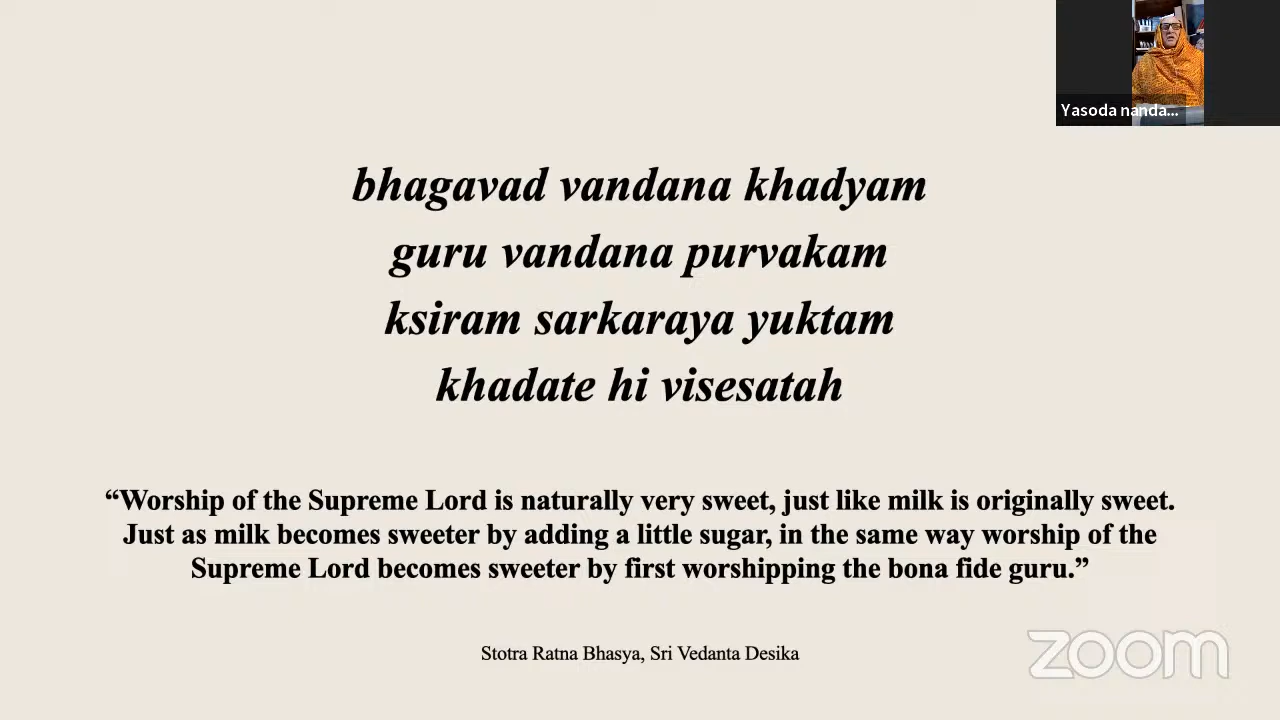 Yasoda nanda...
bhagavad vandana khadyam
guru vandana purvakam
ksiram sarkaraya yuktam
khadate hi visesatah
“Worship of the Supreme Lord is naturally very sweet, just like milk is originally sweet.
Just as milk becomes sweeter by adding a little sugar, in the same way worship of the
Supreme Lord becomes sweeter by first worshipping the bona fide guru.”
Stotra Ratna Bhasya, Sri Vedanta Desika
zoom